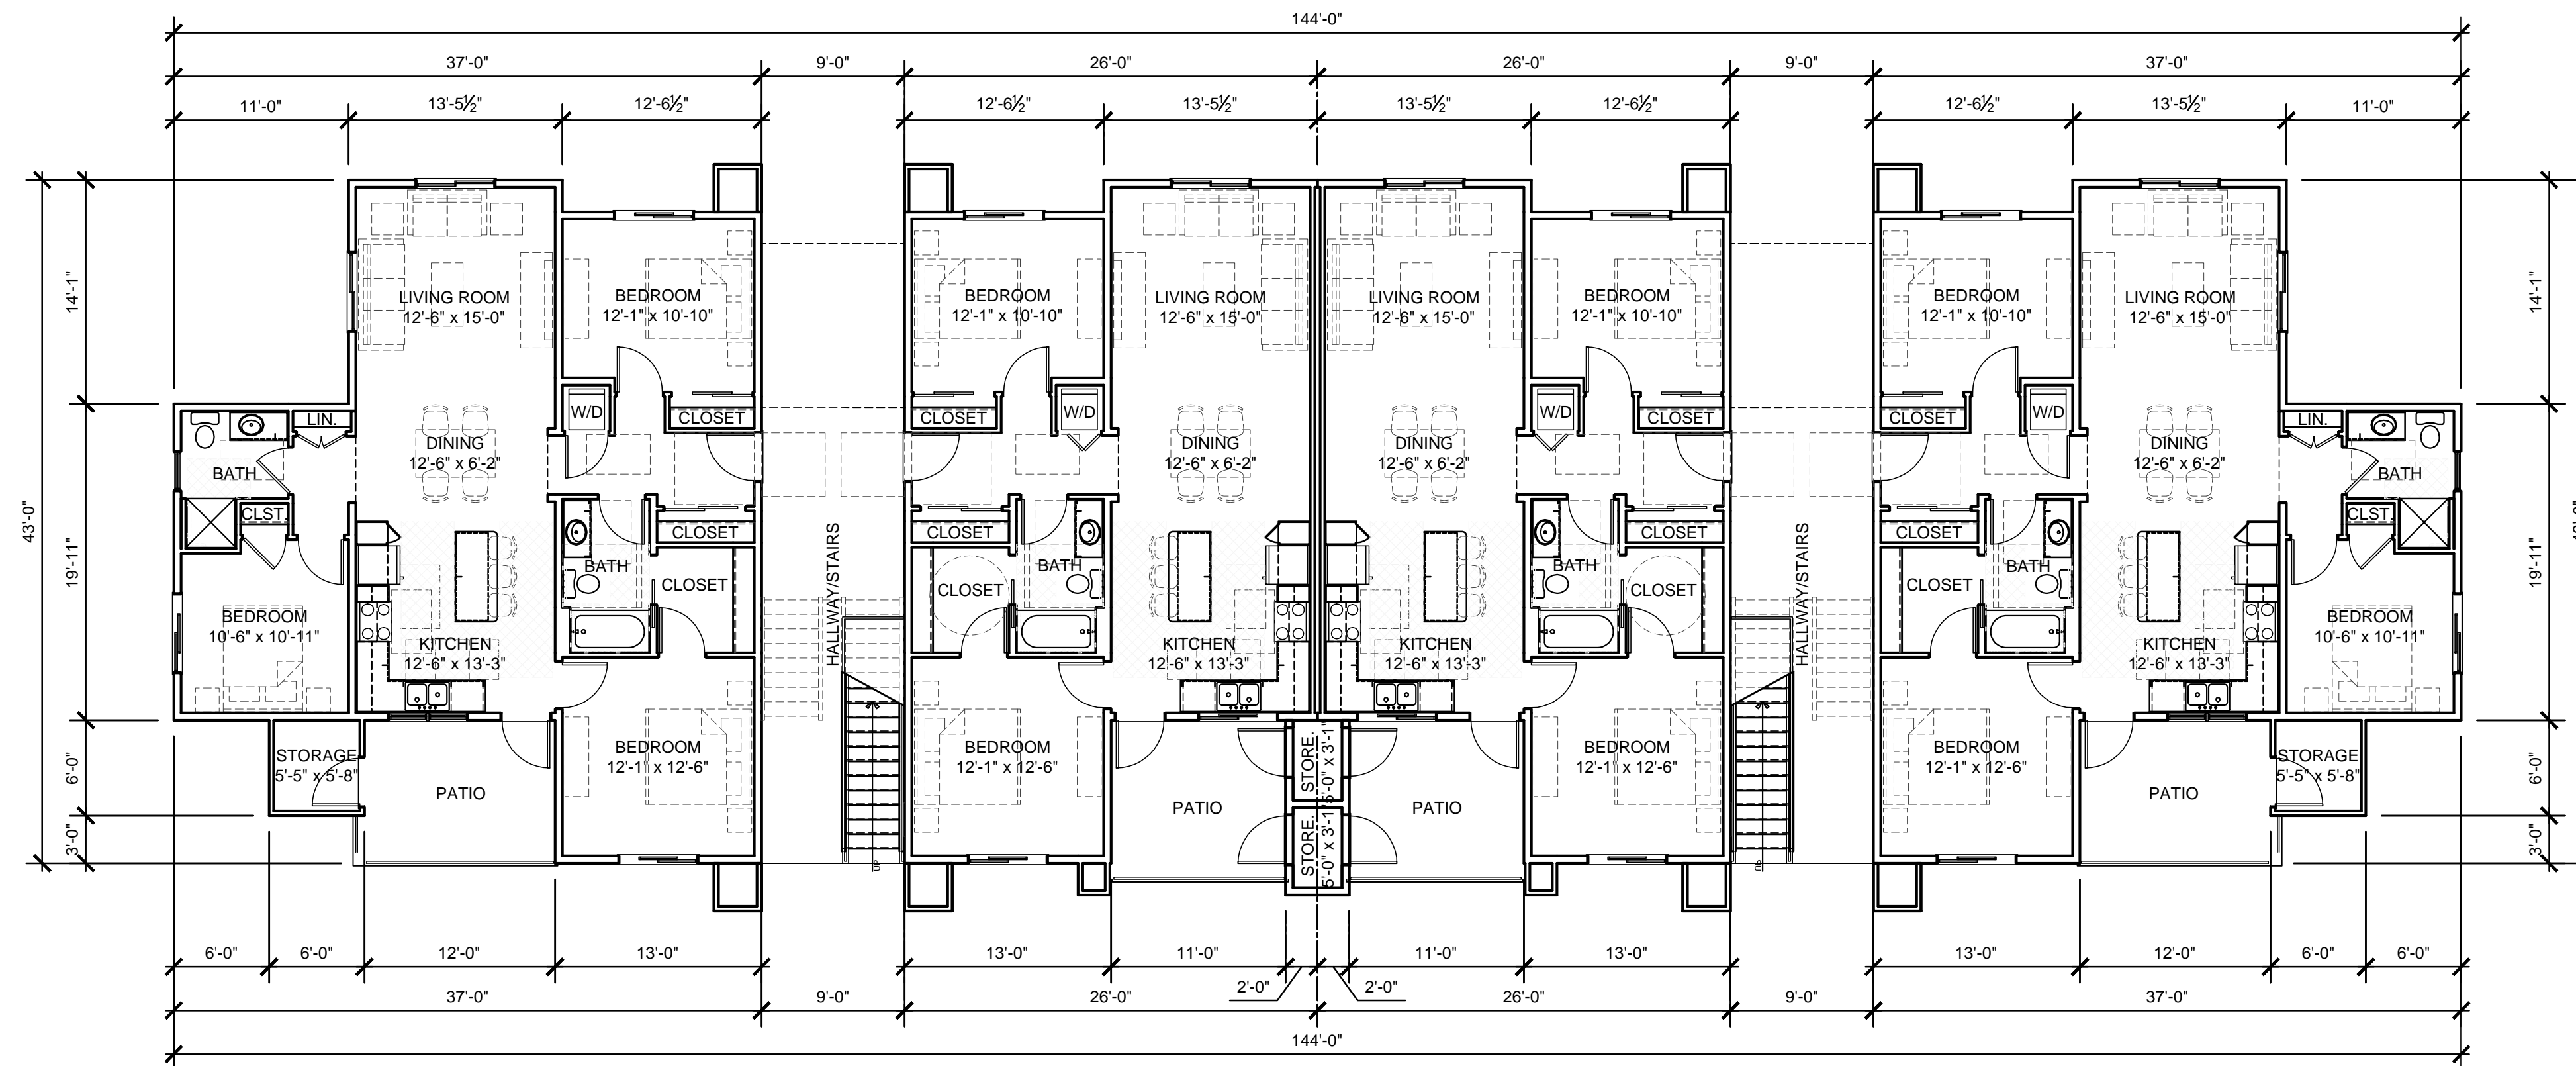 144'-0"
37'-0" 9'-0" 26'-0" 26'-0" 9'-0" 37'-0"
11'-0" 13'-5½" 12'-6½" 12'-6½" 13'-5½" 13'-5½" 12'-6½" 12'-6½" 13'-5½" 11'-0"
43'-0"
14'-1"
19'-11"
6'-0"
3'-0"
LIVING ROOM
12'-6" x 15'-0"
BEDROOM
12'-1" x 10'-10"
W/D
CLOSET
LIN.
BATH
CLST.
DINING
12'-6" x 6'-2"
CLOSET
BATH
CLOSET
BEDROOM
10'-6" x 10'-11"
KITCHEN
12'-6" x 13'-3"
STORAGE
5'-5" x 5'-8"
PATIO
BEDROOM
12'-1" x 12'-6"
HALLWAY/STAIRS
UP
BEDROOM
12'-1" x 10'-10"
LIVING ROOM
12'-6" x 15'-0"
CLOSET
W/D
DINING
12'-6" x 6'-2"
CLOSET
CLOSET
BATH
KITCHEN
12'-6" x 13'-3"
BEDROOM
12'-1" x 12'-6"
PATIO
STORE.
5'-0" x 3'-1"
STORE.
5'-0" x 3'-1"
LIVING ROOM
12'-6" x 15'-0"
BEDROOM
12'-1" x 10'-10"
W/D
CLOSET
DINING
12'-6" x 6'-2"
CLOSET
BATH
CLOSET
KITCHEN
12'-6" x 13'-3"
PATIO
BEDROOM
12'-1" x 12'-6"
HALLWAY/STAIRS
UP
BEDROOM
12'-1" x 10'-10"
LIVING ROOM
12'-6" x 15'-0"
CLOSET
W/D
LIN.
DINING
12'-6" x 6'-2"
BATH
CLST.
CLOSET
CLOSET
BATH
KITCHEN
12'-6" x 13'-3"
BEDROOM
10'-6" x 10'-11"
BEDROOM
12'-1" x 12'-6"
PATIO
STORAGE
5'-5" x 5'-8"
14'-1"
19'-11"
6'-0"
3'-0"
6'-0" 6'-0" 12'-0" 13'-0" 13'-0" 11'-0" 11'-0" 13'-0" 13'-0" 12'-0" 6'-0" 6'-0"
2'-0" 2'-0"
37'-0" 9'-0" 26'-0" 26'-0" 9'-0" 37'-0"
144'-0"